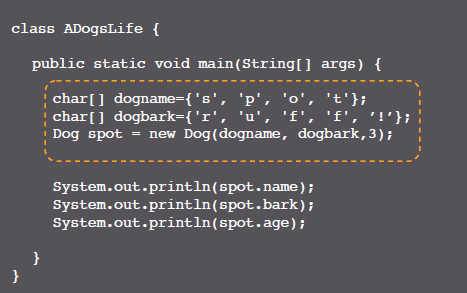 class ADogsLife {
public static void main(String[] args) {
char[] dogname={'s', 'p', 'o', 't'};
char[] dogbark={'r', 'u', 'f', 'f', ’!’};
Dog spot = new Dog(dogname, dogbark,3);
System.out.println(spot.name);
System.out.println(spot.bark);
System.out.println(spot.age);
}
}